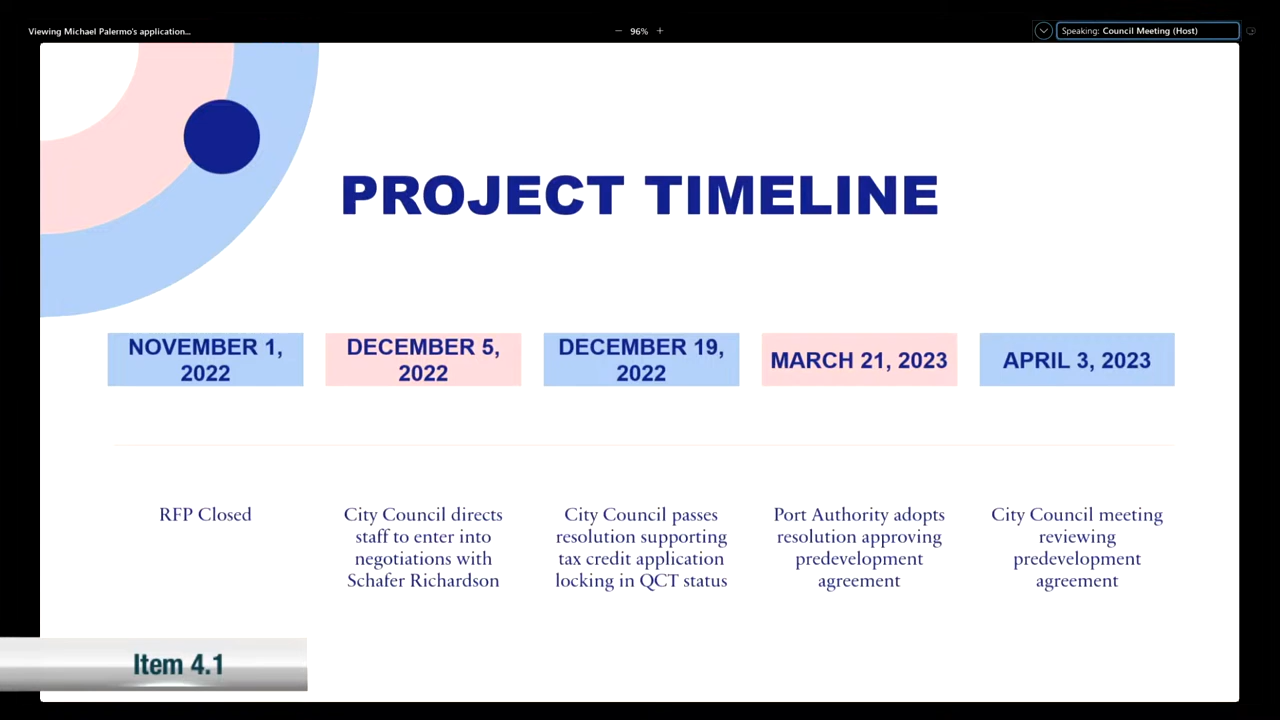 Viewing Michael Palermo's application...
— 96% +
Speaking: Council Meeting (Host)
PROJECT TIMELINE
NOVEMBER 1,
2022
DECEMBER 5,
2022
DECEMBER 19,
2022
MARCH 21, 2023
APRIL 3, 2023
RFP Closed
City Council directs
staff to enter into
negotiations with
Schafer Richardson
City Council passes
resolution supporting
tax credit application
locking in QCT status
Port Authority adopts
resolution approving
predevelopment
agreement
City Council meeting
reviewing
predevelopment
agreement
Item 4.1